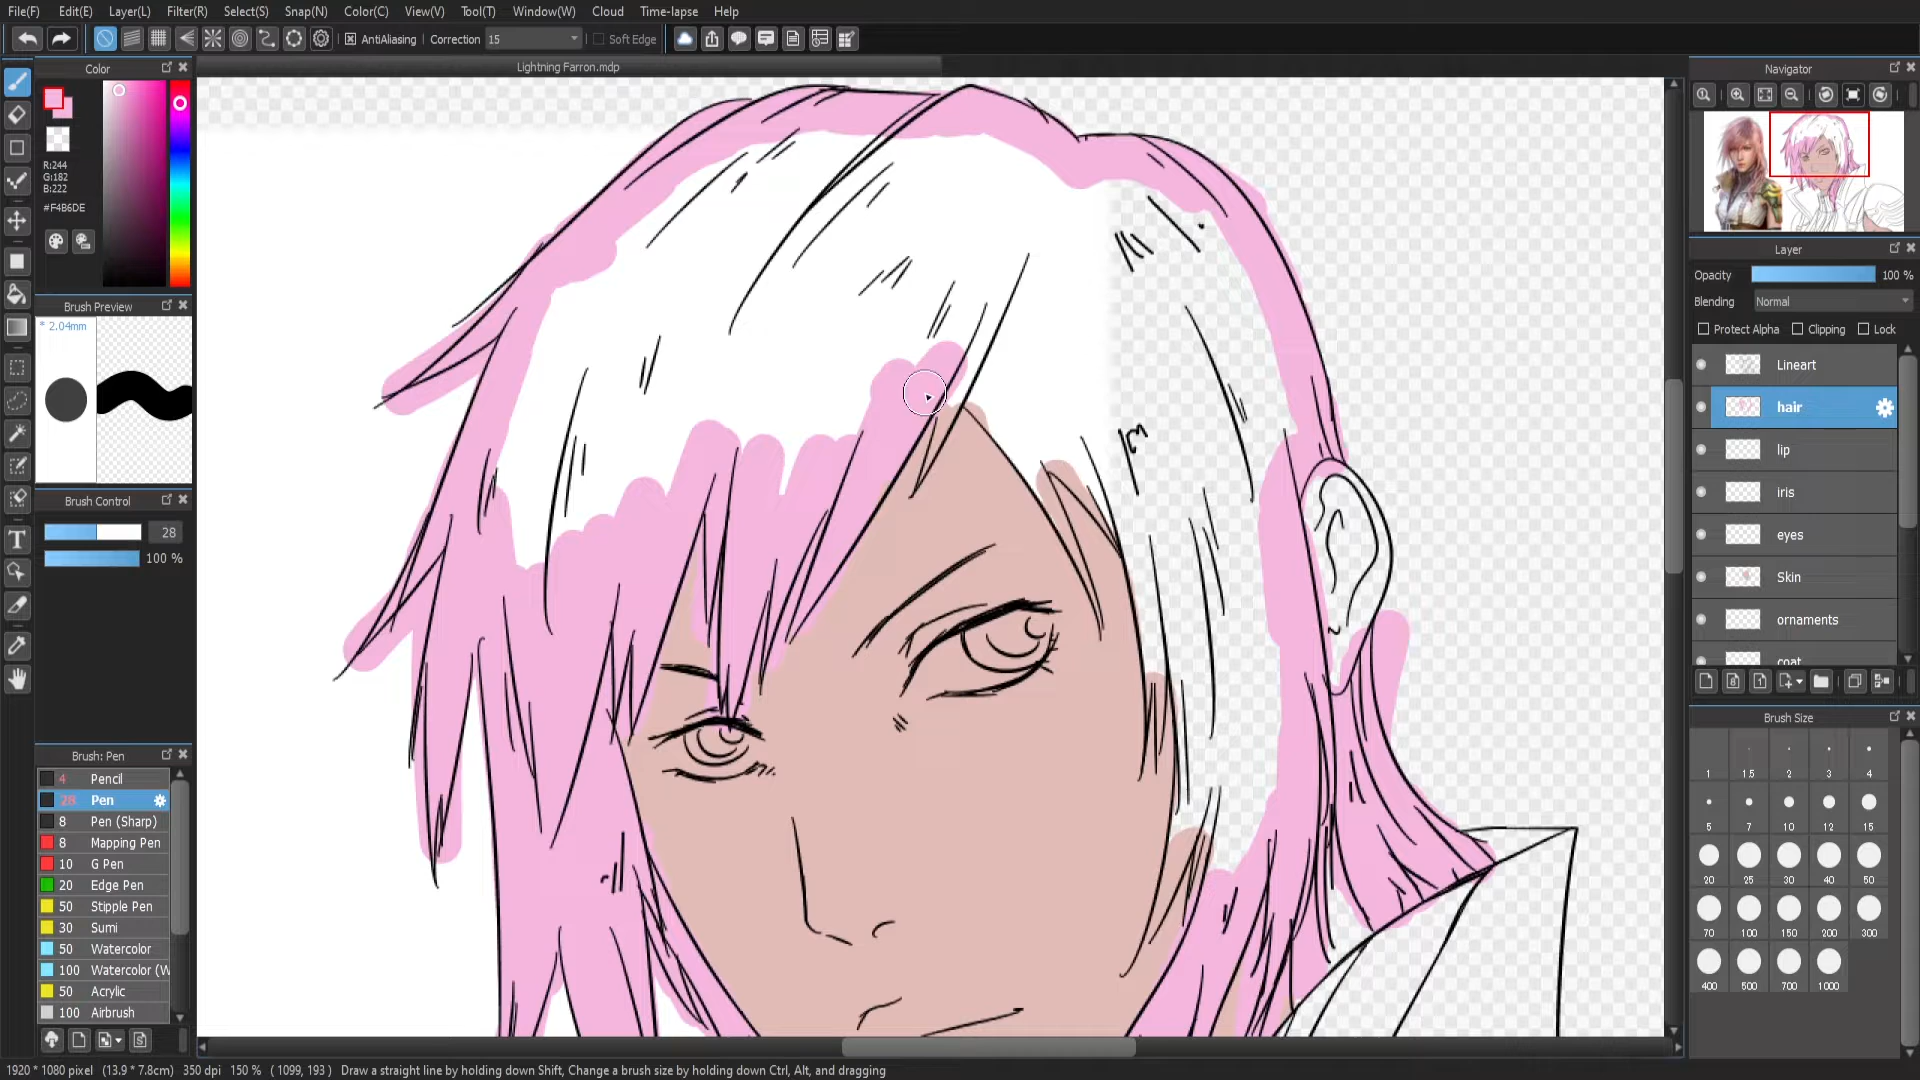 File(F) Edit(E) Layer(L) Filter(R) Select(S) Snap(N) Color(C) View(V) Tool(T) Window(W) Cloud Time-lapse Help
AntiAliasing Correction 15 Soft Edge
Lightning Farron.mdp
Color
R:244
G:182
B:222
#F4B6DE
Brush Preview
* 2.04mm
Brush Control
28
100 %
Brush: Pen
4 Pencil
28 Pen
8 Pen (Sharp)
8 Mapping Pen
10 G Pen
20 Edge Pen
50 Stipple Pen
30 Sumi
50 Watercolor
100 Watercolor (W
50 Acrylic
100 Airbrush
Navigator
Layer
Opacity 100 %
Blending Normal
Protect Alpha Clipping Lock
Lineart
hair
lip
iris
eyes
Skin
ornaments
coat
Brush Size
1 1.5 2 3 4
5 7 10 12 15
20 25 30 40 50
70 100 150 200 300
400 500 700 1000
1920 * 1080 pixel (13.9 * 7.8cm) 350 dpi 150 % ( 1099, 193 ) Draw a straight line by holding down Shift, Change a brush size by holding down Ctrl, Alt, and dragging